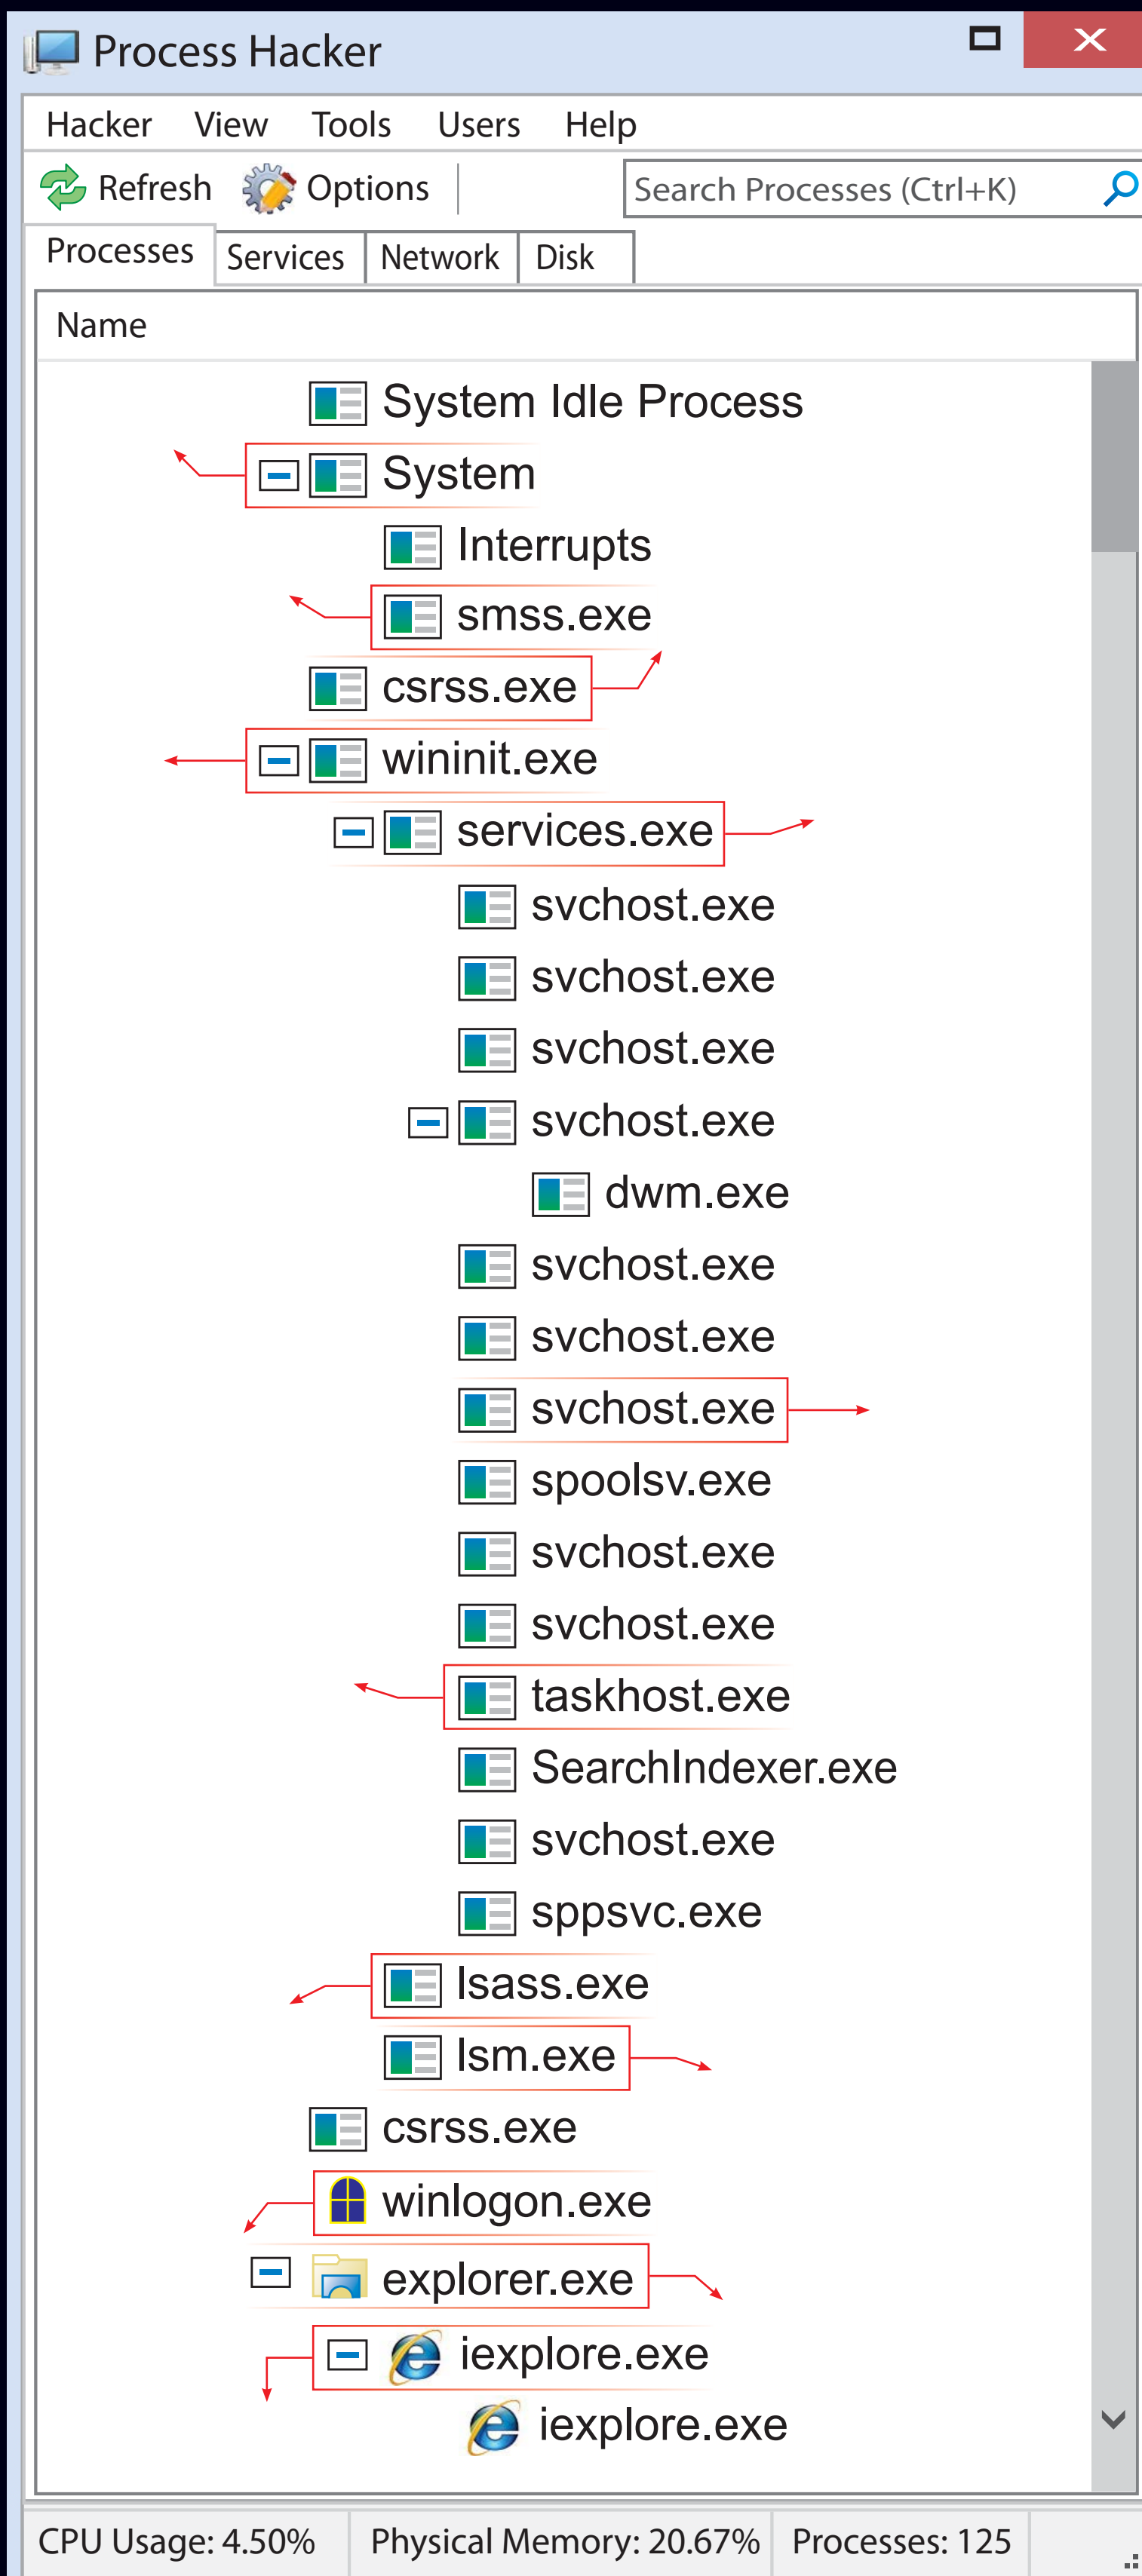 Process Hacker
Hacker View Tools Users Help
Refresh Options Search Processes (Ctrl+K)
Processes Services Network Disk
Name
System Idle Process
System
Interrupts
smss.exe
csrss.exe
wininit.exe
services.exe
svchost.exe
svchost.exe
svchost.exe
svchost.exe
dwm.exe
svchost.exe
svchost.exe
svchost.exe
spoolsv.exe
svchost.exe
svchost.exe
taskhost.exe
SearchIndexer.exe
svchost.exe
sppsvc.exe
lsass.exe
lsm.exe
csrss.exe
winlogon.exe
explorer.exe
iexplore.exe
iexplore.exe
CPU Usage: 4.50% Physical Memory: 20.67% Processes: 125